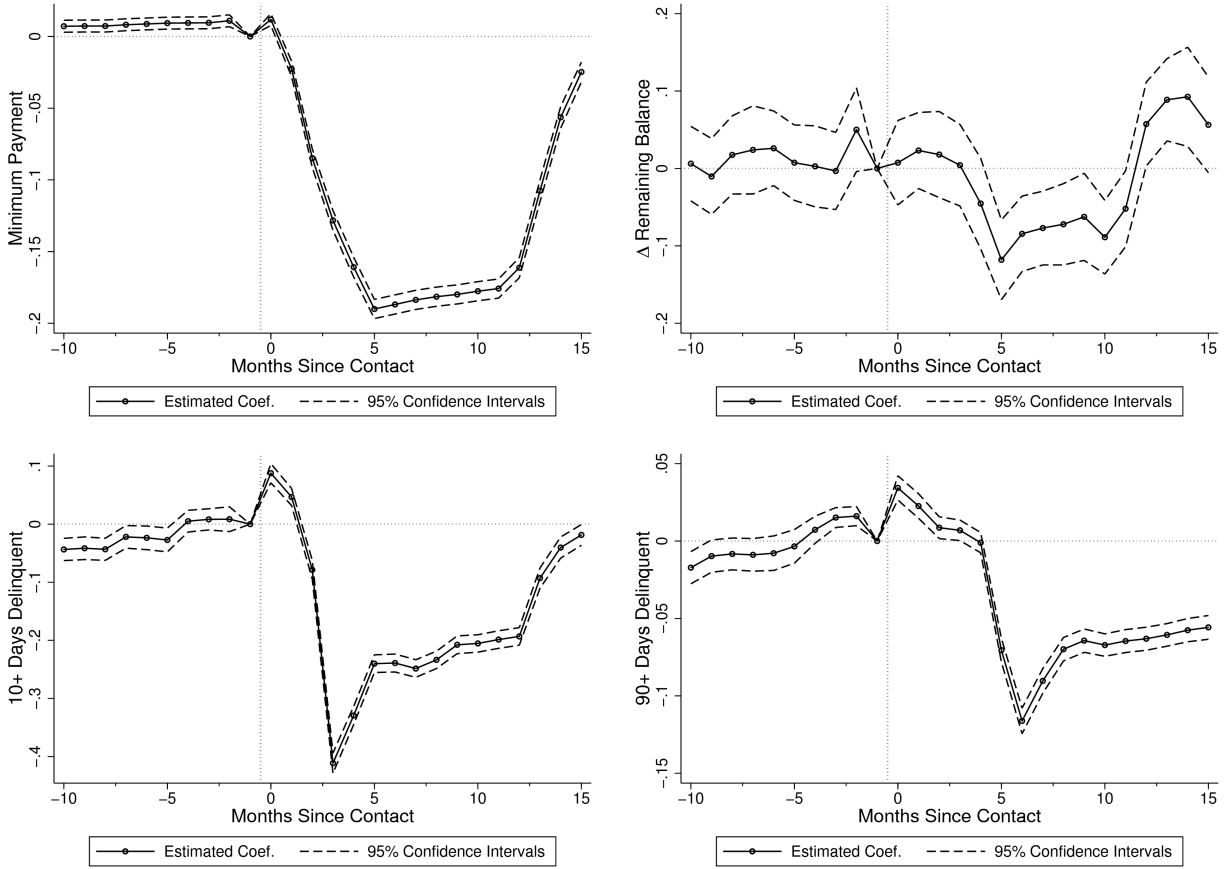 0
-.05
-.1
-.15
-.2
Minimum Payment
-10 -5 0 5 10 15
Months Since Contact
Estimated Coef. 95% Confidence Intervals
.2
.1
0
-.1
-.2
Δ Remaining Balance
-10 -5 0 5 10 15
Months Since Contact
Estimated Coef. 95% Confidence Intervals
.1
0
-.1
-.2
-.3
-.4
10+ Days Delinquent
-10 -5 0 5 10 15
Months Since Contact
Estimated Coef. 95% Confidence Intervals
.05
0
-.05
-.1
-.15
90+ Days Delinquent
-10 -5 0 5 10 15
Months Since Contact
Estimated Coef. 95% Confidence Intervals